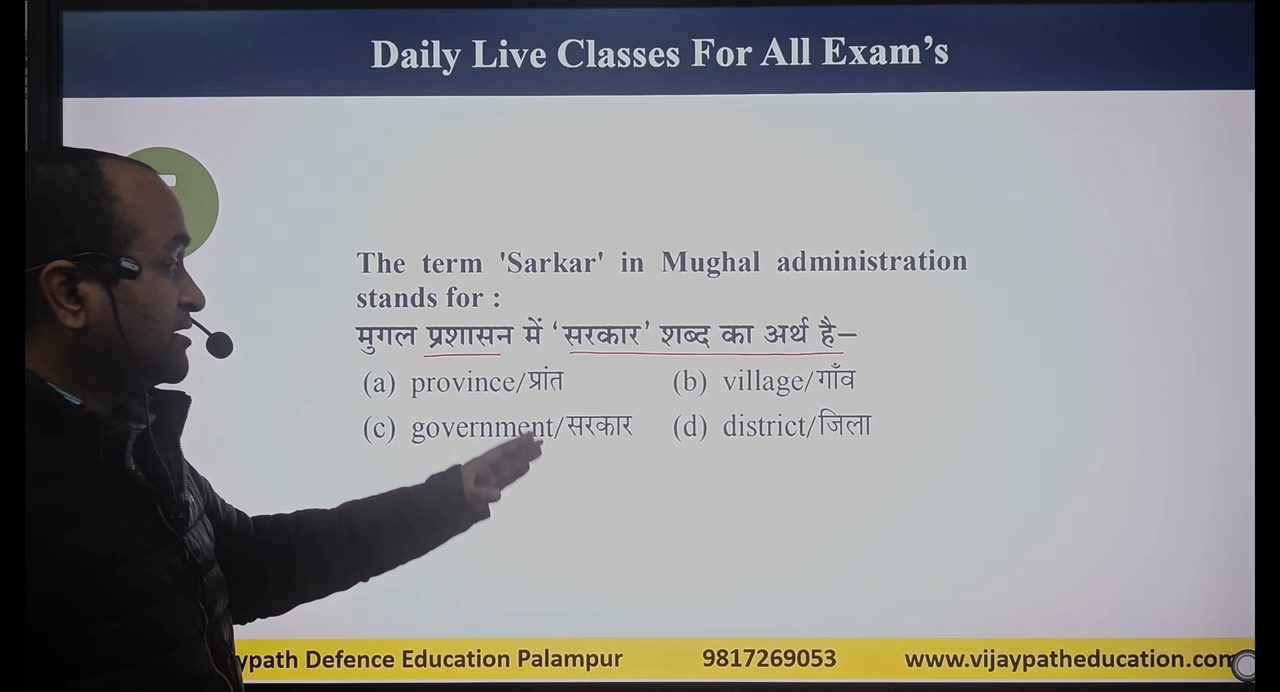 Daily Live Classes For All Exam's
The term 'Sarkar' in Mughal administration
stands for :
मुगल प्रशासन में 'सरकार' शब्द का अर्थ है–
(a) province/प्रांत (b) village/गाँव
(c) government/सरकार (d) district/जिला
Defence Education Palampur 9817269053 www.vijaypatheducation.com